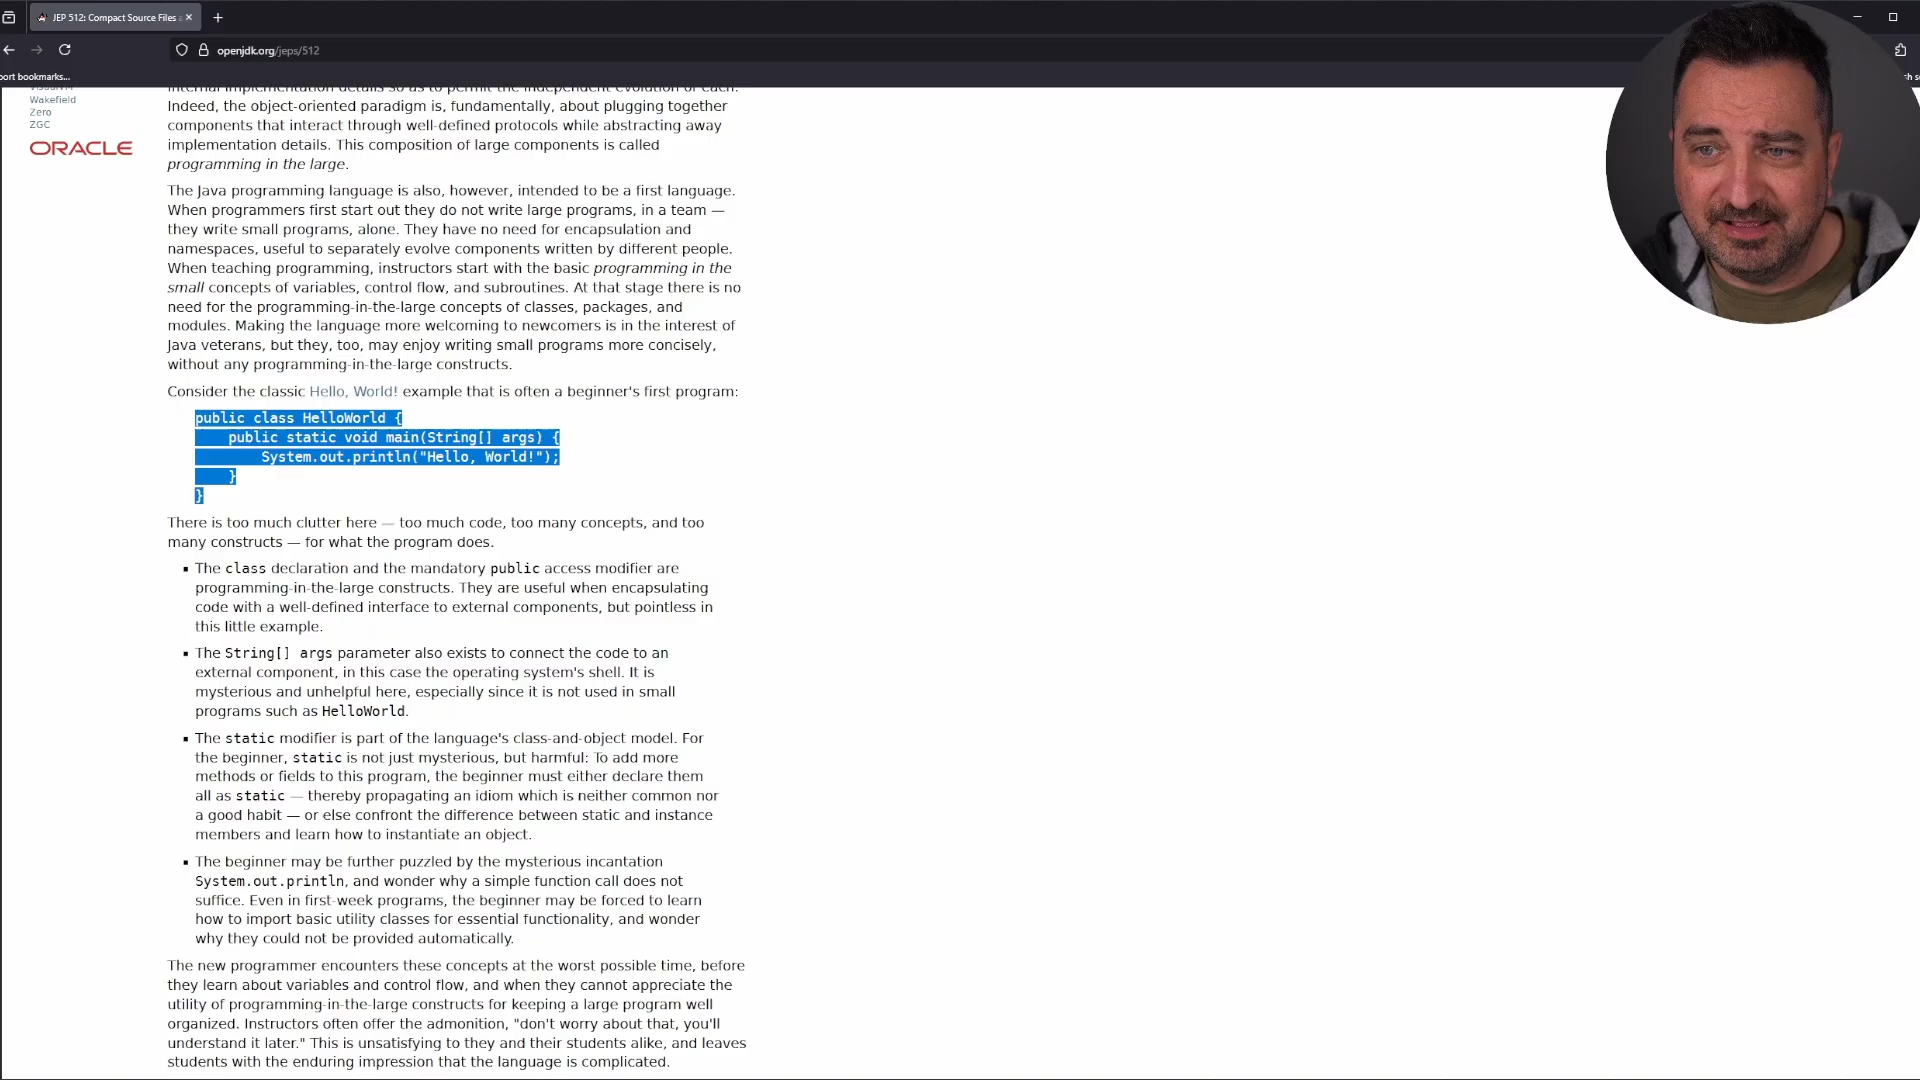 JEP 512: Compact Source Files
openjdk.org/jeps/512
port bookmarks...
Wakefield
Zero
ZGC
ORACLE
internal implementation details so as to permit the independent evolution of each.
Indeed, the object-oriented paradigm is, fundamentally, about plugging together
components that interact through well-defined protocols while abstracting away
implementation details. This composition of large components is called
programming in the large.
The Java programming language is also, however, intended to be a first language.
When programmers first start out they do not write large programs, in a team —
they write small programs, alone. They have no need for encapsulation and
namespaces, useful to separately evolve components written by different people.
When teaching programming, instructors start with the basic programming in the
small concepts of variables, control flow, and subroutines. At that stage there is no
need for the programming-in-the-large concepts of classes, packages, and
modules. Making the language more welcoming to newcomers is in the interest of
Java veterans, but they, too, may enjoy writing small programs more concisely,
without any programming-in-the-large constructs.
Consider the classic Hello, World! example that is often a beginner's first program:
public class HelloWorld {
    public static void main(String[] args) {
        System.out.println("Hello, World!");
    }
}
There is too much clutter here — too much code, too many concepts, and too
many constructs — for what the program does.
▪ The class declaration and the mandatory public access modifier are
programming-in-the-large constructs. They are useful when encapsulating
code with a well-defined interface to external components, but pointless in
this little example.
▪ The String[] args parameter also exists to connect the code to an
external component, in this case the operating system's shell. It is
mysterious and unhelpful here, especially since it is not used in small
programs such as HelloWorld.
▪ The static modifier is part of the language's class-and-object model. For
the beginner, static is not just mysterious, but harmful: To add more
methods or fields to this program, the beginner must either declare them
all as static — thereby propagating an idiom which is neither common nor
a good habit — or else confront the difference between static and instance
members and learn how to instantiate an object.
▪ The beginner may be further puzzled by the mysterious incantation
System.out.println, and wonder why a simple function call does not
suffice. Even in first-week programs, the beginner may be forced to learn
how to import basic utility classes for essential functionality, and wonder
why they could not be provided automatically.
The new programmer encounters these concepts at the worst possible time, before
they learn about variables and control flow, and when they cannot appreciate the
utility of programming-in-the-large constructs for keeping a large program well
organized. Instructors often offer the admonition, "don't worry about that, you'll
understand it later." This is unsatisfying to they and their students alike, and leaves
students with the enduring impression that the language is complicated.